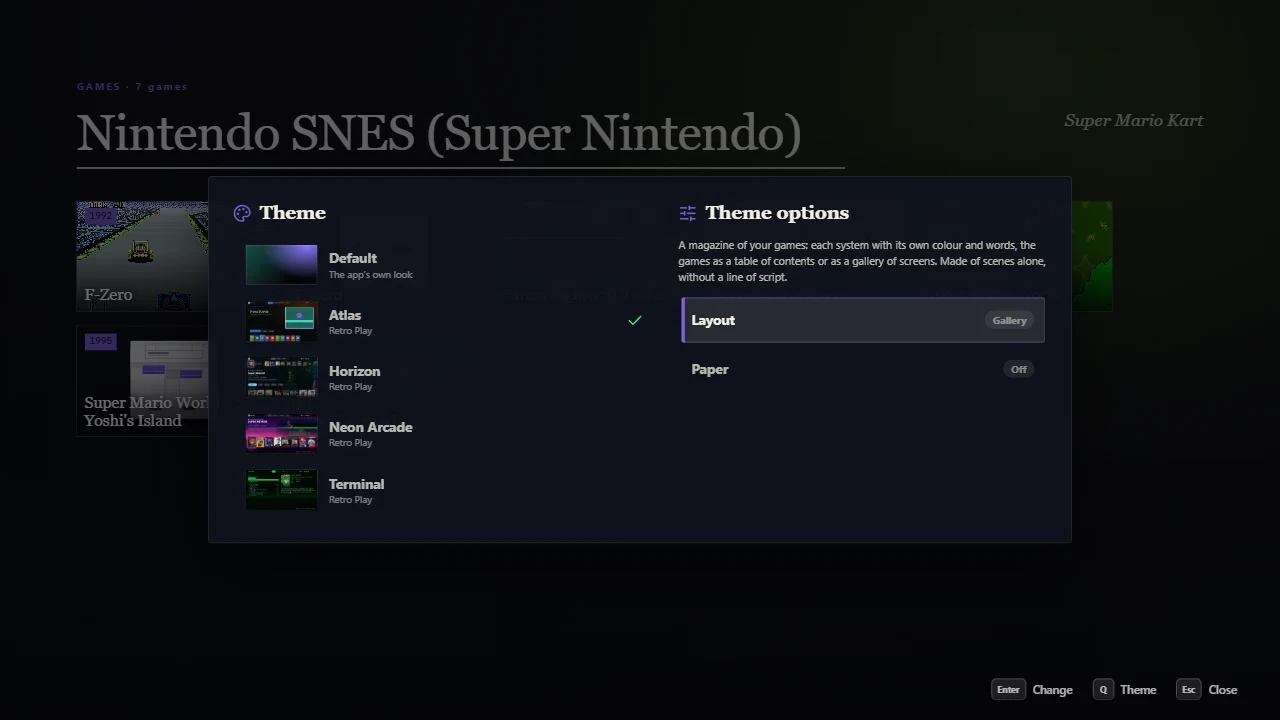 GAMES · 7 games
Nintendo SNES (Super Nintendo)
Super Mario Kart
1992
F-Zero
1995
Super Mario Wor
Yoshi's Island
Theme
Default
The app's own look
Atlas
Retro Play
Horizon
Retro Play
Neon Arcade
Retro Play
Terminal
Retro Play
Theme options
A magazine of your games: each system with its own colour and words, the
games as a table of contents or as a gallery of screens. Made of scenes alone,
without a line of script.
Layout
Gallery
Paper
Off
Enter Change
Q Theme
Esc Close